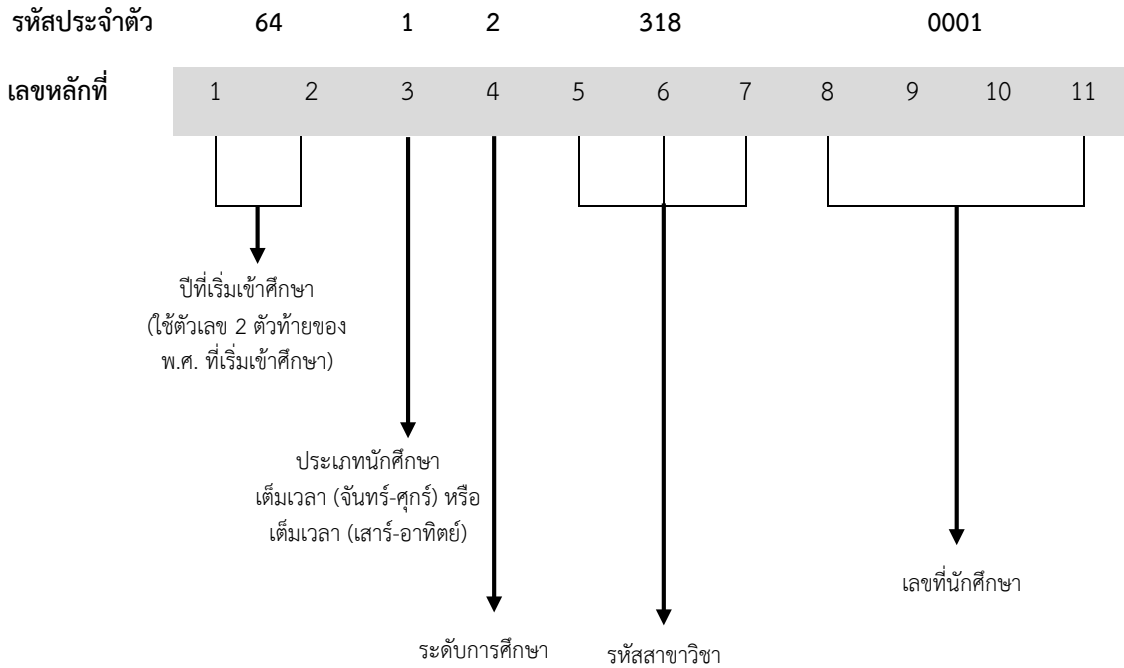 รหัสประจำตัว 64 1 2 318 0001
เลขหลักที่ 1 2 3 4 5 6 7 8 9 10 11
ปีที่เริ่มเข้าศึกษา
(ใช้ตัวเลข 2 ตัวท้ายของ
พ.ศ. ที่เริ่มเข้าศึกษา)
ประเภทนักศึกษา
เต็มเวลา (จันทร์-ศุกร์) หรือ
เต็มเวลา (เสาร์-อาทิตย์)
เลขที่นักศึกษา
ระดับการศึกษา รหัสสาขาวิชา